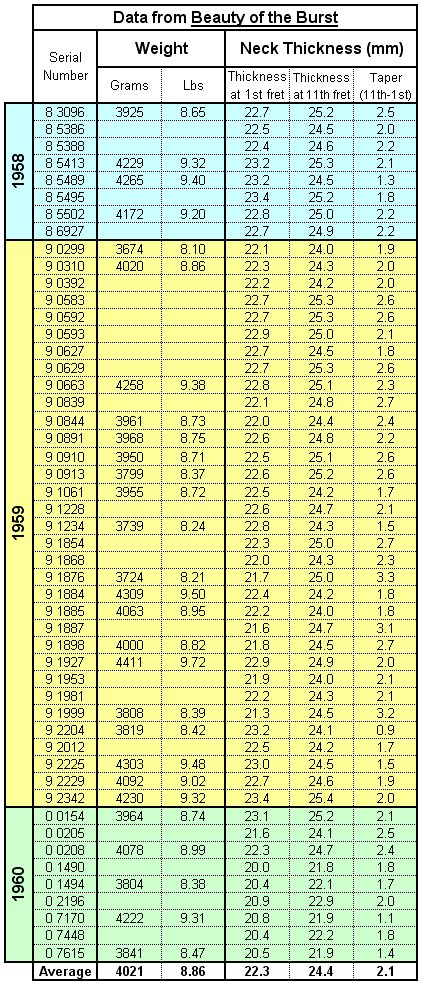 Data from Beauty of the Burst
Serial Number Weight Neck Thickness (mm)
Grams Lbs Thickness at 1st fret Thickness at 11th fret Taper (11th-1st)
1958
8 3096 3925 8.65 22.7 25.2 2.5
8 5386 22.5 24.5 2.0
8 5388 22.4 24.6 2.2
8 5413 4229 9.32 23.2 25.3 2.1
8 5489 4265 9.40 23.2 24.5 1.3
8 5495 23.4 25.2 1.8
8 5502 4172 9.20 22.8 25.0 2.2
8 6927 22.7 24.9 2.2
1959
9 0299 3674 8.10 22.1 24.0 1.9
9 0310 4020 8.86 22.3 24.3 2.0
9 0392 22.2 24.2 2.0
9 0583 22.7 25.3 2.6
9 0592 22.7 25.3 2.6
9 0593 22.9 25.0 2.1
9 0627 22.7 24.5 1.8
9 0629 22.7 25.3 2.6
9 0663 4258 9.38 22.8 25.1 2.3
9 0839 22.1 24.8 2.7
9 0844 3961 8.73 22.0 24.4 2.4
9 0891 3968 8.75 22.6 24.8 2.2
9 0910 3950 8.71 22.5 25.1 2.6
9 0913 3799 8.37 22.6 25.2 2.6
9 1061 3955 8.72 22.5 24.2 1.7
9 1228 22.6 24.7 2.1
9 1234 3739 8.24 22.8 24.3 1.5
9 1854 22.3 25.0 2.7
9 1868 22.0 24.3 2.3
9 1876 3724 8.21 21.7 25.0 3.3
9 1884 4309 9.50 22.4 24.2 1.8
9 1885 4063 8.95 22.2 24.0 1.8
9 1887 21.6 24.7 3.1
9 1898 4000 8.82 21.8 24.5 2.7
9 1927 4411 9.72 22.9 24.9 2.0
9 1953 21.9 24.0 2.1
9 1981 22.2 24.3 2.1
9 1999 3808 8.39 21.3 24.5 3.2
9 2204 3819 8.42 23.2 24.1 0.9
9 2012 22.5 24.2 1.7
9 2225 4303 9.48 23.0 24.5 1.5
9 2229 4092 9.02 22.7 24.6 1.9
9 2342 4230 9.32 23.4 25.4 2.0
1960
0 0154 3964 8.74 23.1 25.2 2.1
0 0205 21.6 24.1 2.5
0 0208 4078 8.99 22.3 24.7 2.4
0 1490 20.0 21.8 1.8
0 1494 3804 8.38 20.4 22.1 1.7
0 2196 20.9 22.9 2.0
0 7170 4222 9.31 20.8 21.9 1.1
0 7448 20.4 22.2 1.8
0 7615 3841 8.47 20.5 21.9 1.4
Average 4021 8.86 22.3 24.4 2.1